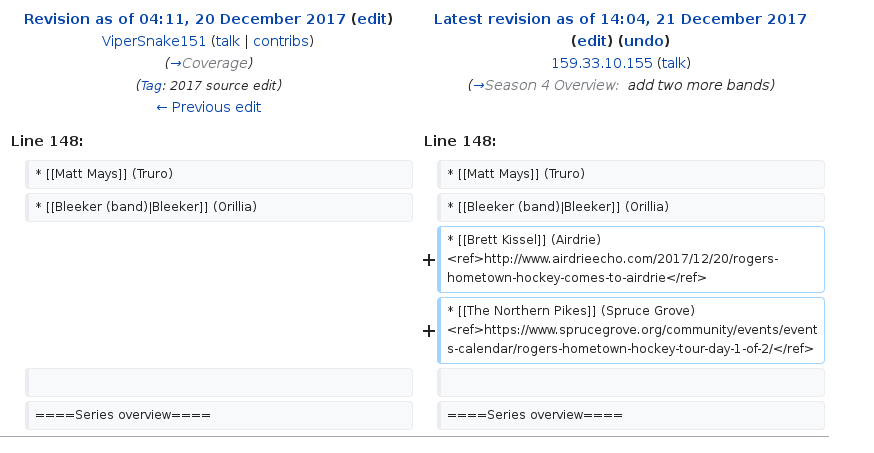 Revision as of 04:11, 20 December 2017 (edit)
ViperSnake151 (talk | contribs)
(→Coverage)
(Tag: 2017 source edit)
← Previous edit
Latest revision as of 14:04, 21 December 2017
(edit) (undo)
159.33.10.155 (talk)
(→Season 4 Overview: add two more bands)
Line 148:
Line 148:
* [[Matt Mays]] (Truro)
* [[Matt Mays]] (Truro)
* [[Bleeker (band)|Bleeker]] (Orillia)
* [[Bleeker (band)|Bleeker]] (Orillia)
+ * [[Brett Kissel]] (Airdrie)
<ref>http://www.airdrieecho.com/2017/12/20/rogers-
hometown-hockey-comes-to-airdrie</ref>
+ * [[The Northern Pikes]] (Spruce Grove)
<ref>https://www.sprucegrove.org/community/events/event
s-calendar/rogers-hometown-hockey-tour-day-1-of-2/</ref>
====Series overview====
====Series overview====